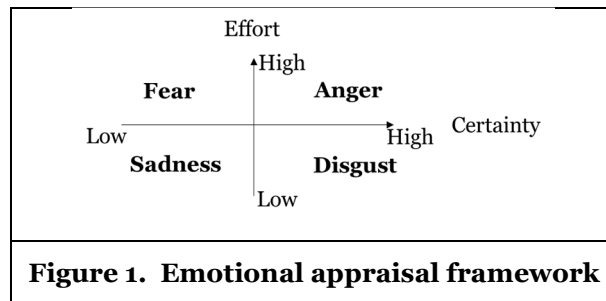 Effort
High
Fear Anger
Low High Certainty
Sadness Disgust
Low
Figure 1. Emotional appraisal framework